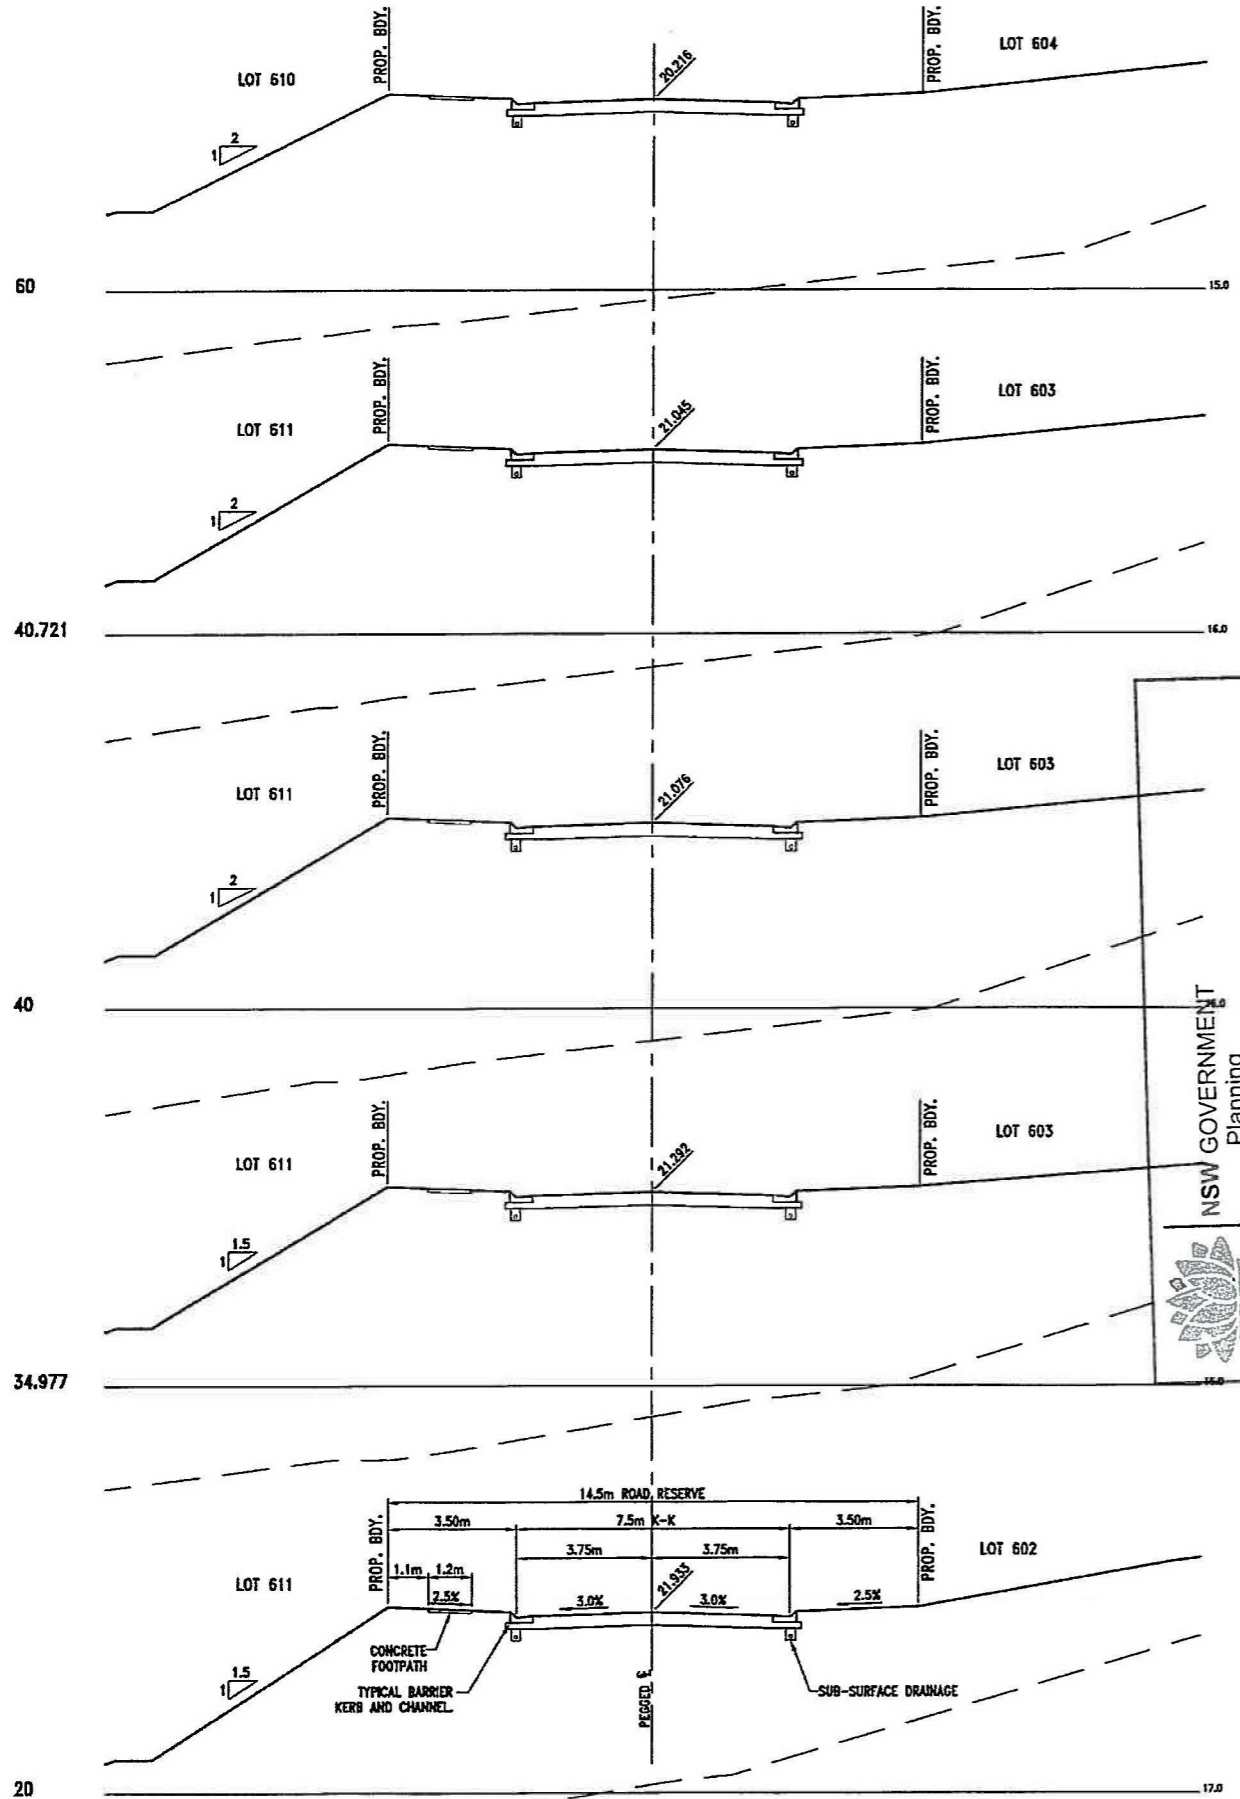 PROP. BDY.
PROP. BDY.
LOT 610
20.216
LOT 604
2
1
60
15.0
PROP. BDY.
PROP. BDY.
LOT 611
21.045
LOT 603
2
1
40.721
16.0
PROP. BDY.
PROP. BDY.
LOT 611
21.076
LOT 603
2
1
40
NSW GOVERNMENT
Planning
PROP. BDY.
PROP. BDY.
LOT 611
21.292
LOT 603
1.5
1
34.977
14.5m ROAD RESERVE
3.50m
7.5m K-K
3.50m
PROP. BDY.
PROP. BDY.
3.75m
3.75m
LOT 602
1.1m
1.2m
LOT 611
21.935
2.5%
3.0%
3.0%
2.5%
CONCRETE
FOOTPATH
TYPICAL BARRIER
KERB AND CHANNEL
1.5
1
PEGGED
SUB-SURFACE DRAINAGE
20
17.0